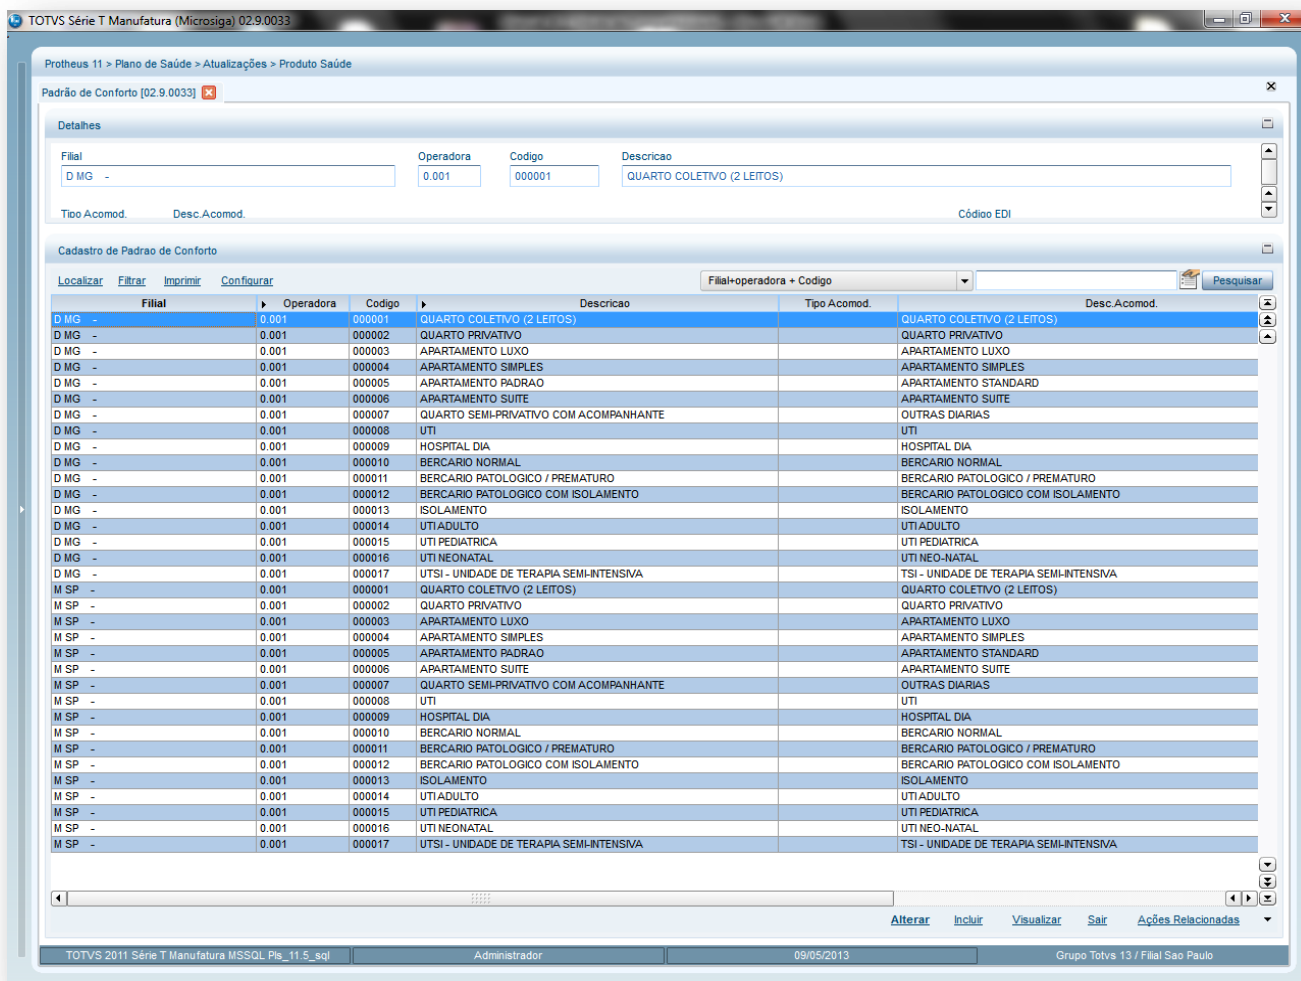 TOTVS Série T Manufatura (Microsiga) 02.9.0033
Protheus 11 > Plano de Saúde > Atualizações > Produto Saúde
Padrão de Conforto [02.9.0033]
Detalhes
Filial Operadora Codigo Descricao
D MG - 0.001 000001 QUARTO COLETIVO (2 LEITOS)
Tipo Acomod. Desc.Acomod. Código EDI
Cadastro de Padrao de Conforto
Localizar Filtrar Imprimir Configurar Filial+operadora + Codigo Pesquisar
Filial Operadora Codigo Descricao Tipo Acomod. Desc.Acomod.
D MG - 0.001 000001 QUARTO COLETIVO (2 LEITOS) QUARTO COLETIVO (2 LEITOS)
D MG - 0.001 000002 QUARTO PRIVATIVO QUARTO PRIVATIVO
D MG - 0.001 000003 APARTAMENTO LUXO APARTAMENTO LUXO
D MG - 0.001 000004 APARTAMENTO SIMPLES APARTAMENTO SIMPLES
D MG - 0.001 000005 APARTAMENTO PADRAO APARTAMENTO STANDARD
D MG - 0.001 000006 APARTAMENTO SUITE APARTAMENTO SUITE
D MG - 0.001 000007 QUARTO SEMI-PRIVATIVO COM ACOMPANHANTE OUTRAS DIARIAS
D MG - 0.001 000008 UTI UTI
D MG - 0.001 000009 HOSPITAL DIA HOSPITAL DIA
D MG - 0.001 000010 BERCARIO NORMAL BERCARIO NORMAL
D MG - 0.001 000011 BERCARIO PATOLOGICO / PREMATURO BERCARIO PATOLOGICO / PREMATURO
D MG - 0.001 000012 BERCARIO PATOLOGICO COM ISOLAMENTO BERCARIO PATOLOGICO COM ISOLAMENTO
D MG - 0.001 000013 ISOLAMENTO ISOLAMENTO
D MG - 0.001 000014 UTI ADULTO UTI ADULTO
D MG - 0.001 000015 UTI PEDIATRICA UTI PEDIATRICA
D MG - 0.001 000016 UTI NEONATAL UTI NEO-NATAL
D MG - 0.001 000017 UTSI - UNIDADE DE TERAPIA SEMI-INTENSIVA TSI - UNIDADE DE TERAPIA SEMI-INTENSIVA
M SP - 0.001 000001 QUARTO COLETIVO (2 LEITOS) QUARTO COLETIVO (2 LEITOS)
M SP - 0.001 000002 QUARTO PRIVATIVO QUARTO PRIVATIVO
M SP - 0.001 000003 APARTAMENTO LUXO APARTAMENTO LUXO
M SP - 0.001 000004 APARTAMENTO SIMPLES APARTAMENTO SIMPLES
M SP - 0.001 000005 APARTAMENTO PADRAO APARTAMENTO STANDARD
M SP - 0.001 000006 APARTAMENTO SUITE APARTAMENTO SUITE
M SP - 0.001 000007 QUARTO SEMI-PRIVATIVO COM ACOMPANHANTE OUTRAS DIARIAS
M SP - 0.001 000008 UTI UTI
M SP - 0.001 000009 HOSPITAL DIA HOSPITAL DIA
M SP - 0.001 000010 BERCARIO NORMAL BERCARIO NORMAL
M SP - 0.001 000011 BERCARIO PATOLOGICO / PREMATURO BERCARIO PATOLOGICO / PREMATURO
M SP - 0.001 000012 BERCARIO PATOLOGICO COM ISOLAMENTO BERCARIO PATOLOGICO COM ISOLAMENTO
M SP - 0.001 000013 ISOLAMENTO ISOLAMENTO
M SP - 0.001 000014 UTI ADULTO UTI ADULTO
M SP - 0.001 000015 UTI PEDIATRICA UTI PEDIATRICA
M SP - 0.001 000016 UTI NEONATAL UTI NEO-NATAL
M SP - 0.001 000017 UTSI - UNIDADE DE TERAPIA SEMI-INTENSIVA TSI - UNIDADE DE TERAPIA SEMI-INTENSIVA
Alterar Incluir Visualizar Sair Ações Relacionadas
TOTVS 2011 Série T Manufatura MSSQL Pls_11.5_sql Administrador 09/05/2013 Grupo Totvs 13 / Filial Sao Paulo